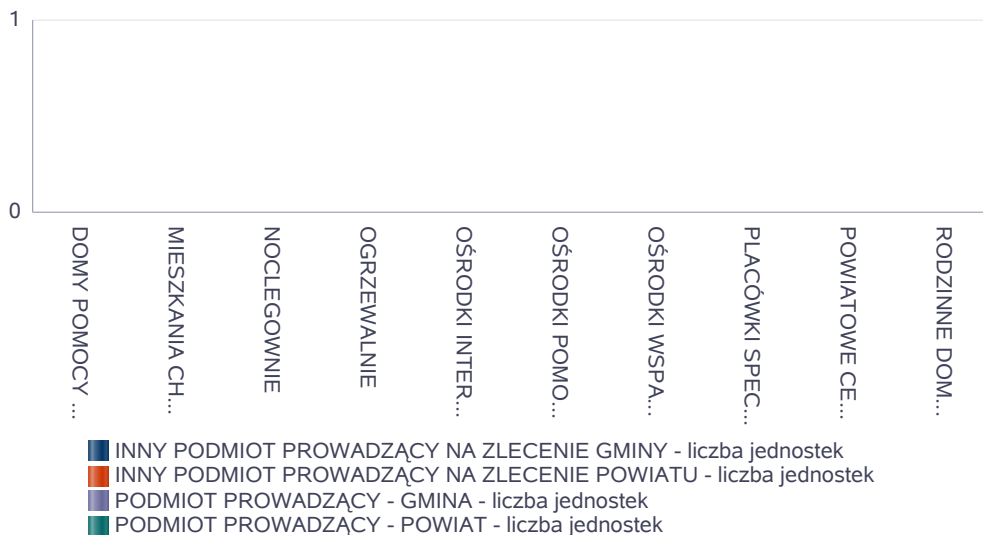 1
0
DOMY POMOCY ...
MIESZKANIA CH...
NOCLEGOWNIE
OGRZEWALNIE
OŚRODKI INTER...
OŚRODKI POMO...
OŚRODKI WSPA...
PLACÓWKI SPEC...
POWIATOWE CE...
RODZINNE DOM...
INNY PODMIOT PROWADZĄCY NA ZLECENIE GMINY - liczba jednostek
INNY PODMIOT PROWADZĄCY NA ZLECENIE POWIATU - liczba jednostek
PODMIOT PROWADZĄCY - GMINA - liczba jednostek
PODMIOT PROWADZĄCY - POWIAT - liczba jednostek